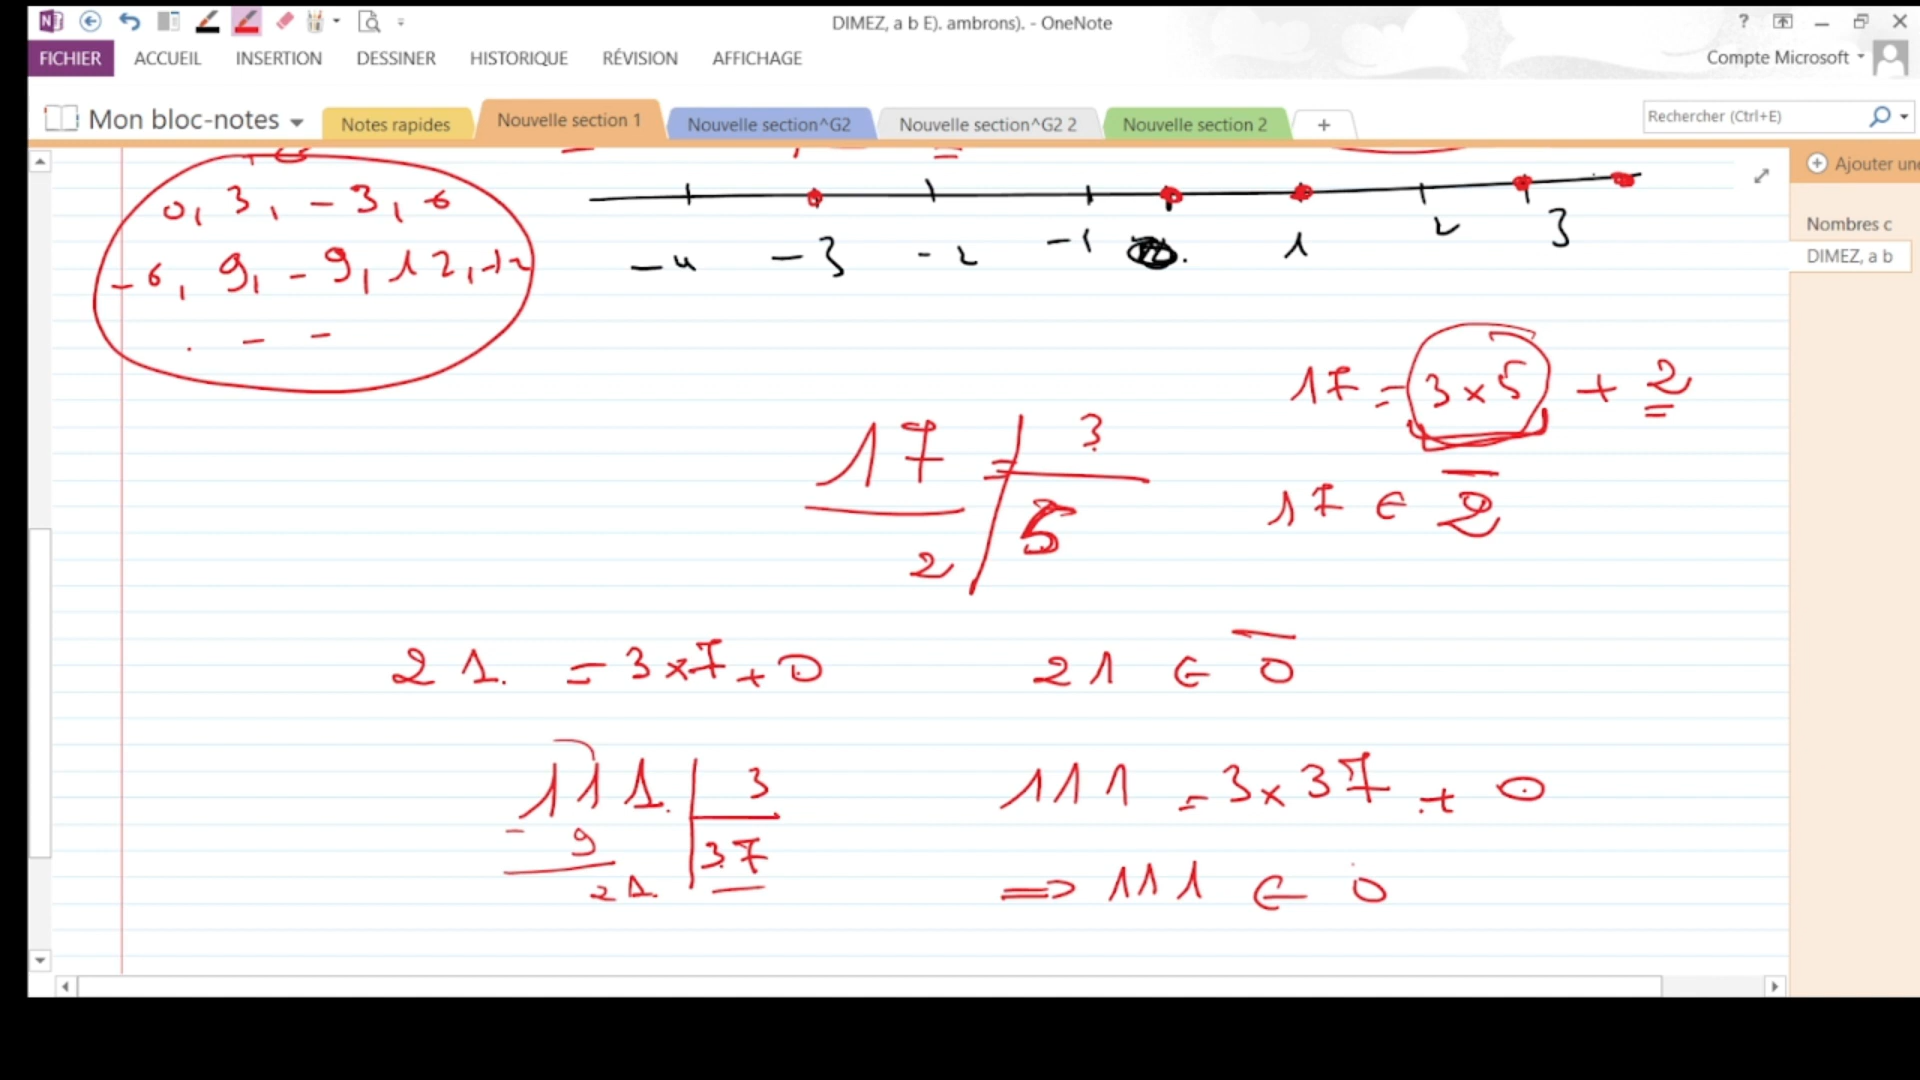 DIMEZ, a b E). ambrons). - OneNote
FICHIER ACCUEIL INSERTION DESSINER HISTORIQUE RÉVISION AFFICHAGE Compte Microsoft
Mon bloc-notes Notes rapides Nouvelle section 1 Nouvelle section^G2 Nouvelle section^G2 2 Nouvelle section 2 + Rechercher (Ctrl+E)
Ajouter une
Nombres c
DIMEZ, a b
0, 3, -3, 6
-6, 9, -9, 12, -12
. - -
-4 -3 -2 -1 1 2 3
17 = 3 x 5 + 2
17 3
2 5
17 ∈ 2̅
21. = 3 x 7 + 0 21 ∈ 0̅
111. 3
- 9 37
21.
111 = 3 x 37 + 0
=> 111 ∈ 0